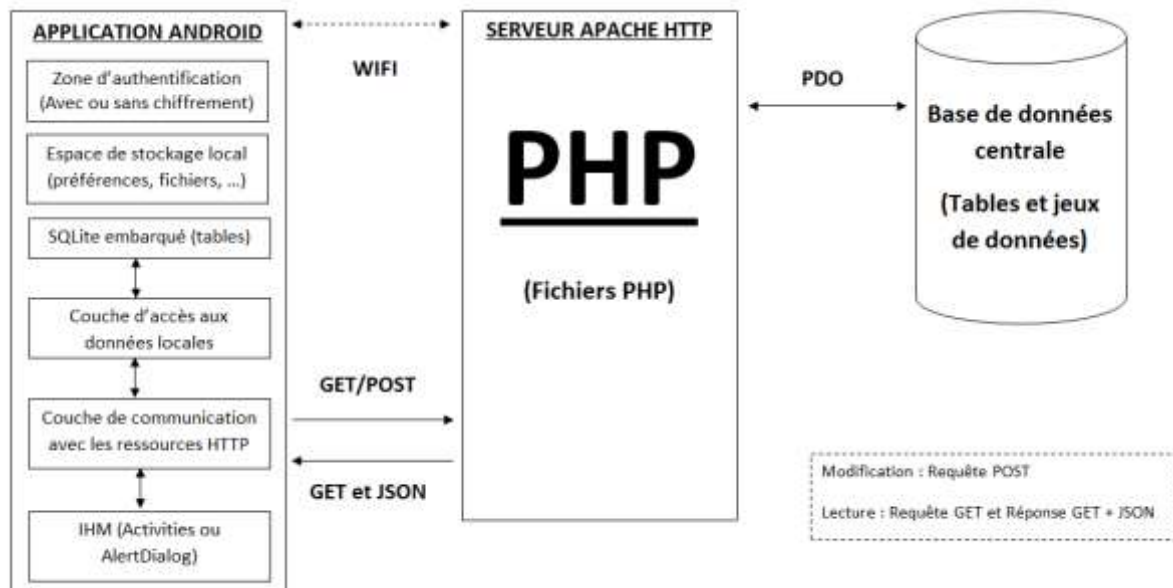 APPLICATION ANDROID
Zone d'authentification
(Avec ou sans chiffrement)
Espace de stockage local
(préférences, fichiers, ...)
SQLite embarqué (tables)
Couche d'accès aux
données locales
Couche de communication
avec les ressources HTTP
IHM (Activities ou
AlertDialog)
WIFI
GET/POST
GET et JSON
SERVEUR APACHE HTTP
PHP
(Fichiers PHP)
PDO
Base de données
centrale
(Tables et jeux
de données)
Modification : Requête POST
Lecture : Requête GET et Réponse GET + JSON